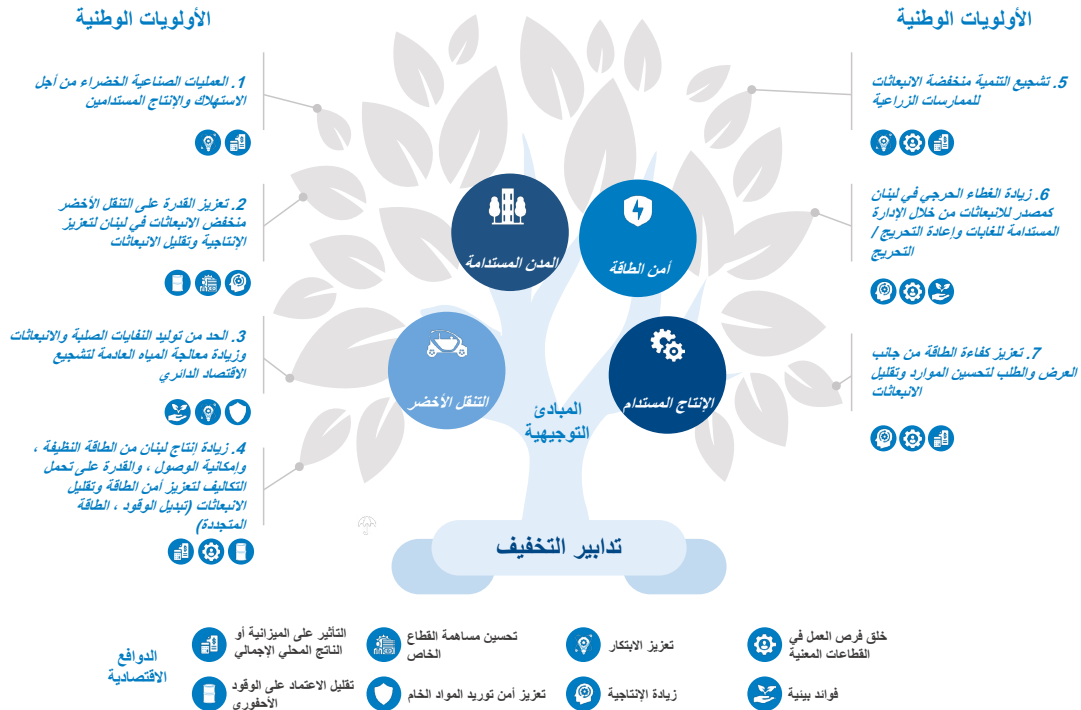 الأولويات الوطنية
5. تشجيع التنمية منخفضة الانبعاثات
للممارسات الزراعية
6. زيادة الغطاء الحرجي في لبنان
كمصدر للانبعاثات من خلال الإدارة
المستدامة للغابات وإعادة التحريج /
التحريج
7. تعزيز كفاءة الطاقة من جانب
العرض والطلب لتحسين الموارد وتقليل
الانبعاثات
أمن الطاقة
المدن المستدامة
الإنتاج المستدام
التنقل الأخضر
المبادئ
التوجيهية
تدابير التخفيف
الأولويات الوطنية
1. العمليات الصناعية الخضراء من أجل
الاستهلاك والإنتاج المستدامين
2. تعزيز القدرة على التنقل الأخضر
منخفض الانبعاثات في لبنان لتعزيز
الإنتاجية وتقليل الانبعاثات
3. الحد من توليد النفايات الصلبة والانبعاثات
وزيادة معالجة المياه العادمة لتشجيع
الاقتصاد الدائري
4. زيادة إنتاج لبنان من الطاقة النظيفة ،
وإمكانية الوصول ، والقدرة على تحمل
التكاليف لتعزيز أمن الطاقة وتقليل
الانبعاثات (تبديل الوقود ، الطاقة
المتجددة)
خلق فرص العمل في
القطاعات المعنية
تعزيز الابتكار
تحسين مساهمة القطاع
الخاص
التأثير على الميزانية أو
الناتج المحلي الإجمالي
الدوافع
الاقتصادية
فوائد بيئية
زيادة الإنتاجية
تعزيز أمن توريد المواد الخام
تقليل الاعتماد على الوقود
الأحفوري